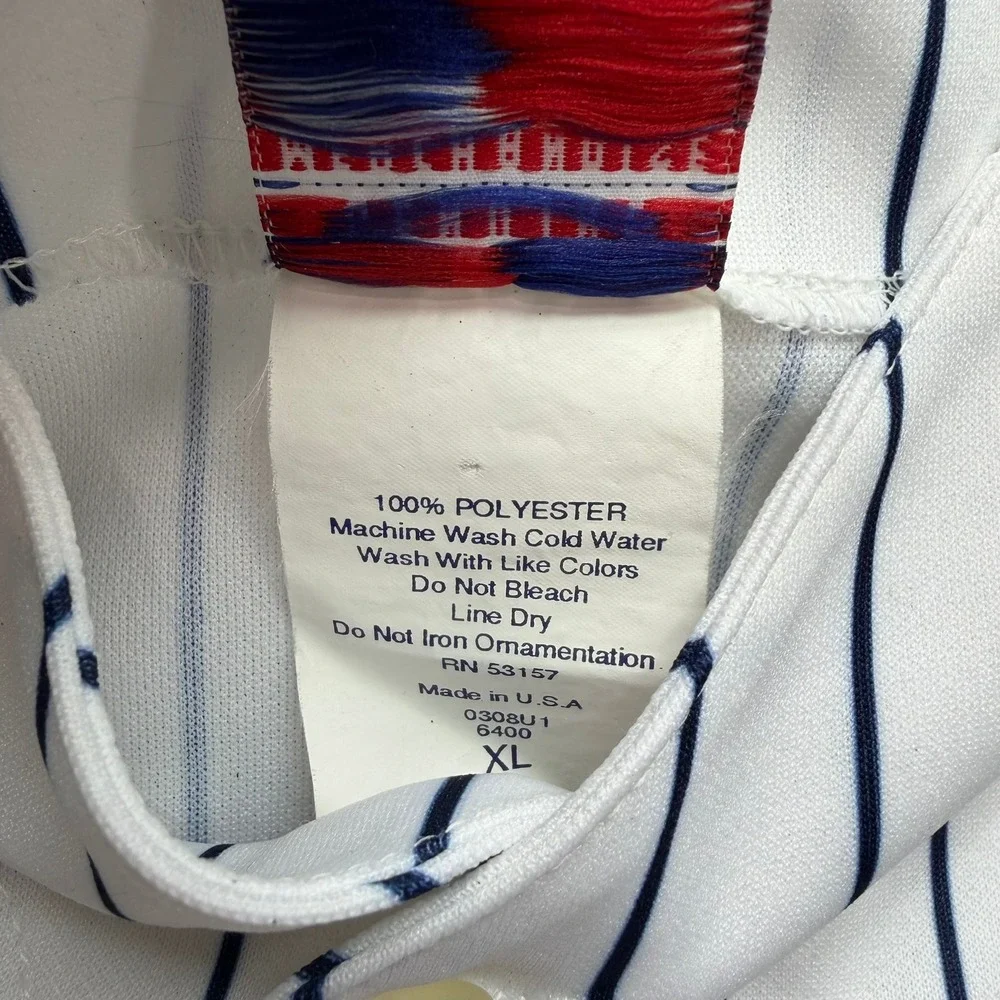 100% POLYESTER
Machine Wash Cold Water
Wash With Like Colors
Do Not Bleach
Line Dry
Do Not Iron Ornamentation
RN 53157
Made in U.S.A
0308U1
6400
XL